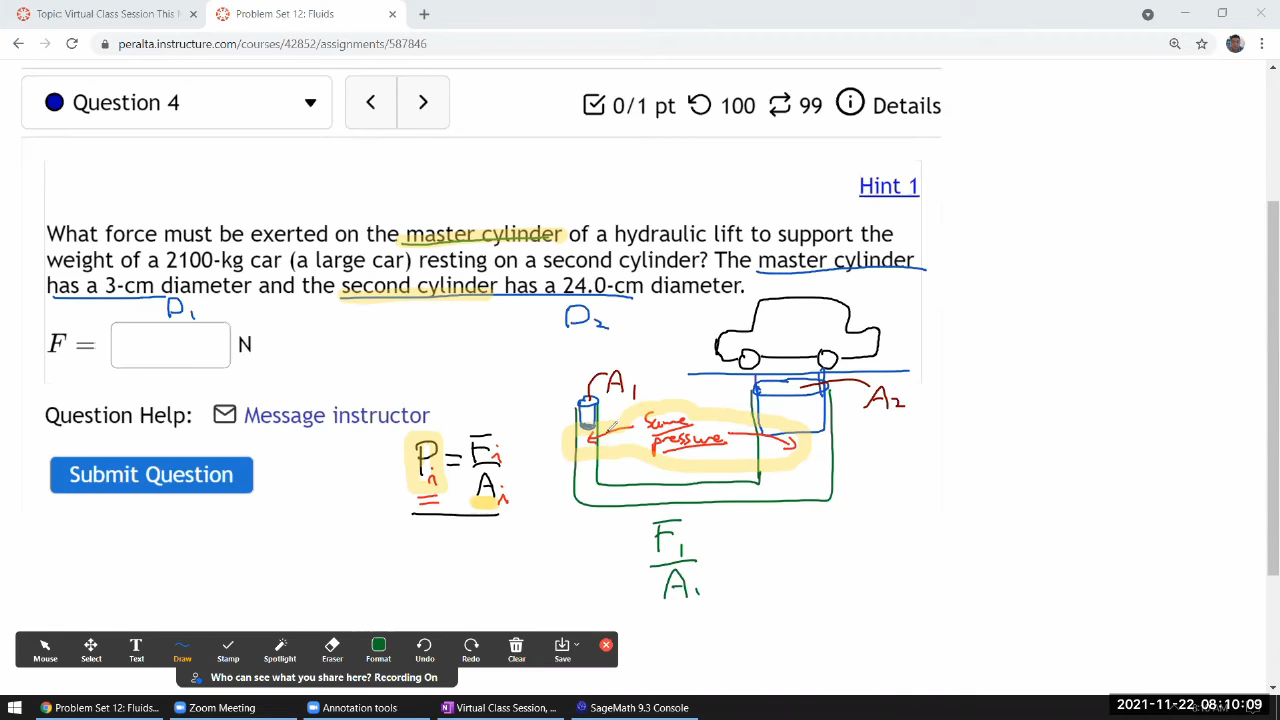 Topic: Virtual Class Session This
Problem Set 12: Fluids
peralta.instructure.com/courses/42852/assignments/587846
Question 4
0/1 pt 100 99 Details
Hint 1
What force must be exerted on the master cylinder of a hydraulic lift to support the
weight of a 2100-kg car (a large car) resting on a second cylinder? The master cylinder
has a 3-cm diameter and the second cylinder has a 24.0-cm diameter.
D1
D2
F = N
A1
A2
same
pressure
Question Help: Message instructor
Pi = Fi
Ai
Submit Question
F1
A1
Mouse Select Text Draw Stamp Spotlight Eraser Format Undo Redo Clear Save
Who can see what you share here? Recording On
Problem Set 12: Fluids... Zoom Meeting Annotation tools Virtual Class Session, ... SageMath 9.3 Console
2021-11-22 08:10:09